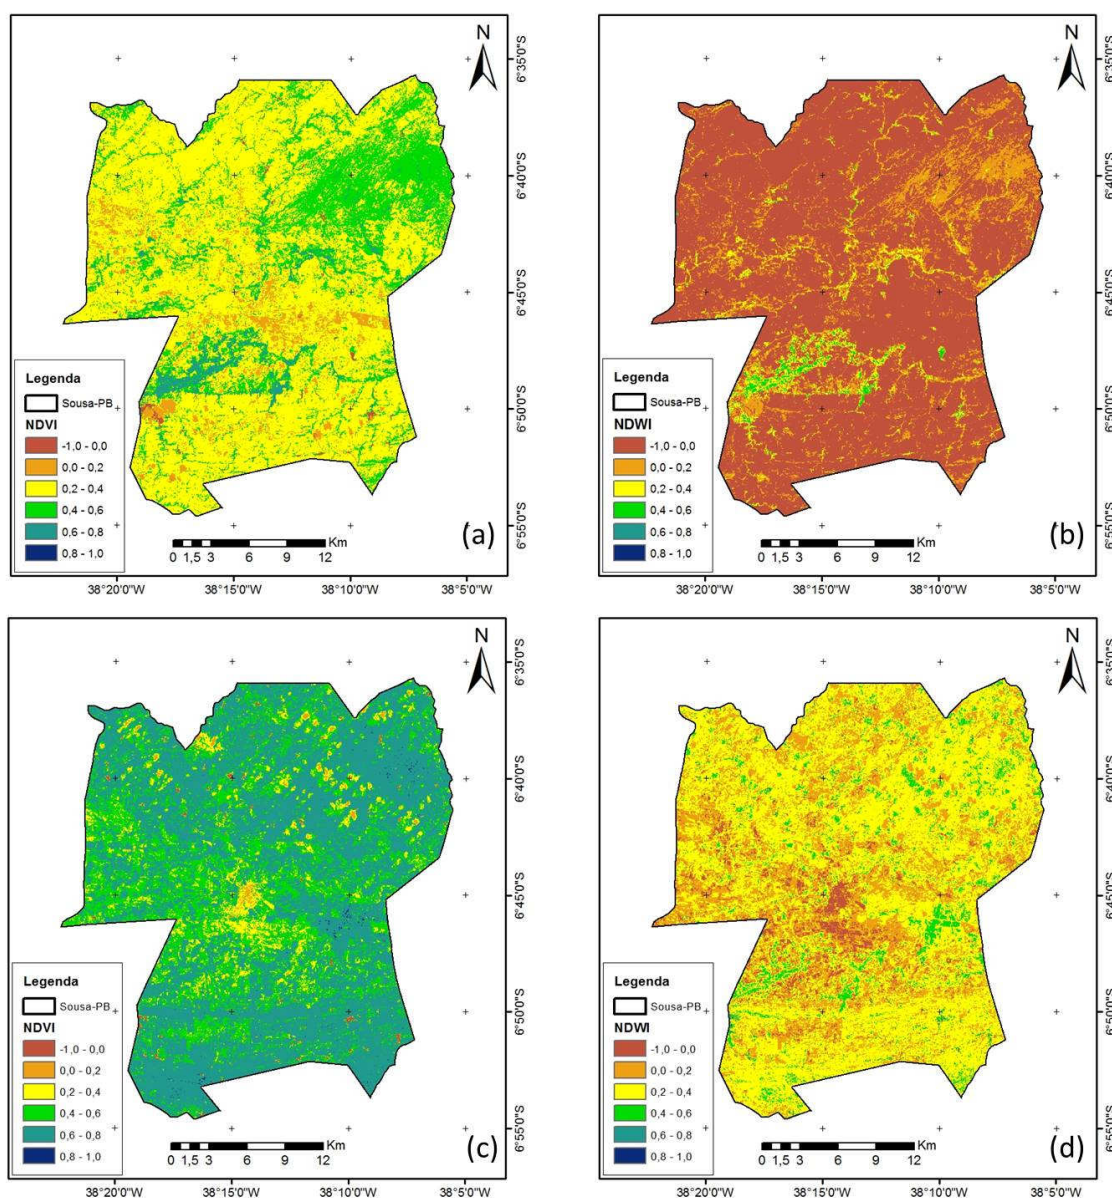 N
6°35'0"S
6°40'0"S
6°45'0"S
6°50'0"S
6°55'0"S
Legenda
Sousa-PB
NDVI
-1,0 - 0,0
0,0 - 0,2
0,2 - 0,4
0,4 - 0,6
0,6 - 0,8
0,8 - 1,0
Km
0 1,5 3 6 9 12
(a)
38°20'0"W 38°15'0"W 38°10'0"W 38°5'0"W
N
6°35'0"S
6°40'0"S
6°45'0"S
6°50'0"S
6°55'0"S
Legenda
Sousa-PB
NDWI
-1,0 - 0,0
0,0 - 0,2
0,2 - 0,4
0,4 - 0,6
0,6 - 0,8
0,8 - 1,0
Km
0 1,5 3 6 9 12
(b)
38°20'0"W 38°15'0"W 38°10'0"W 38°5'0"W
N
6°35'0"S
6°40'0"S
6°45'0"S
6°50'0"S
6°55'0"S
Legenda
Sousa-PB
NDVI
-1,0 - 0,0
0,0 - 0,2
0,2 - 0,4
0,4 - 0,6
0,6 - 0,8
0,8 - 1,0
Km
0 1,5 3 6 9 12
(c)
38°20'0"W 38°15'0"W 38°10'0"W 38°5'0"W
N
6°35'0"S
6°40'0"S
6°45'0"S
6°50'0"S
6°55'0"S
Legenda
Sousa-PB
NDWI
-1,0 - 0,0
0,0 - 0,2
0,2 - 0,4
0,4 - 0,6
0,6 - 0,8
0,8 - 1,0
Km
0 1,5 3 6 9 12
(d)
38°20'0"W 38°15'0"W 38°10'0"W 38°5'0"W